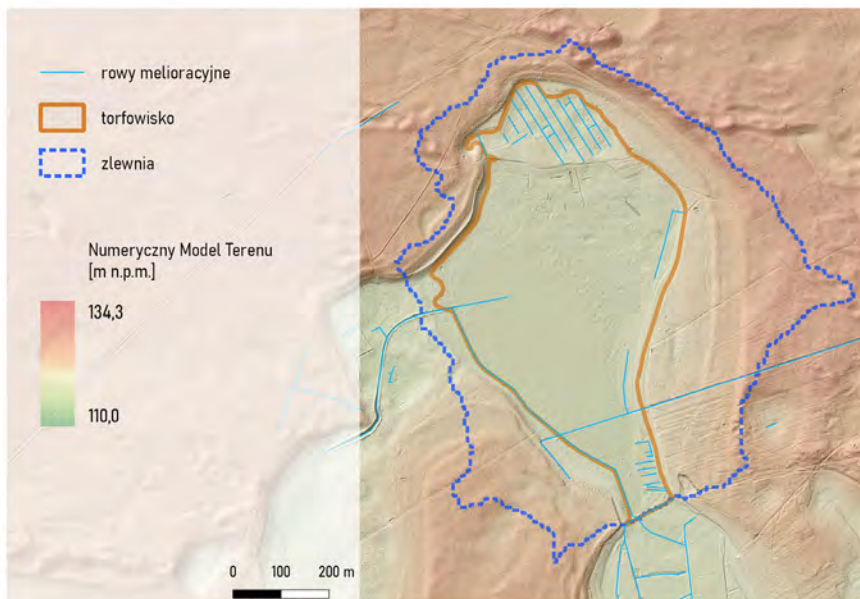 rowy melioracyjne
torfowisko
zlewnia
Numeryczny Model Terenu
[m n.p.m.]
134,3
110,0
0 100 200 m